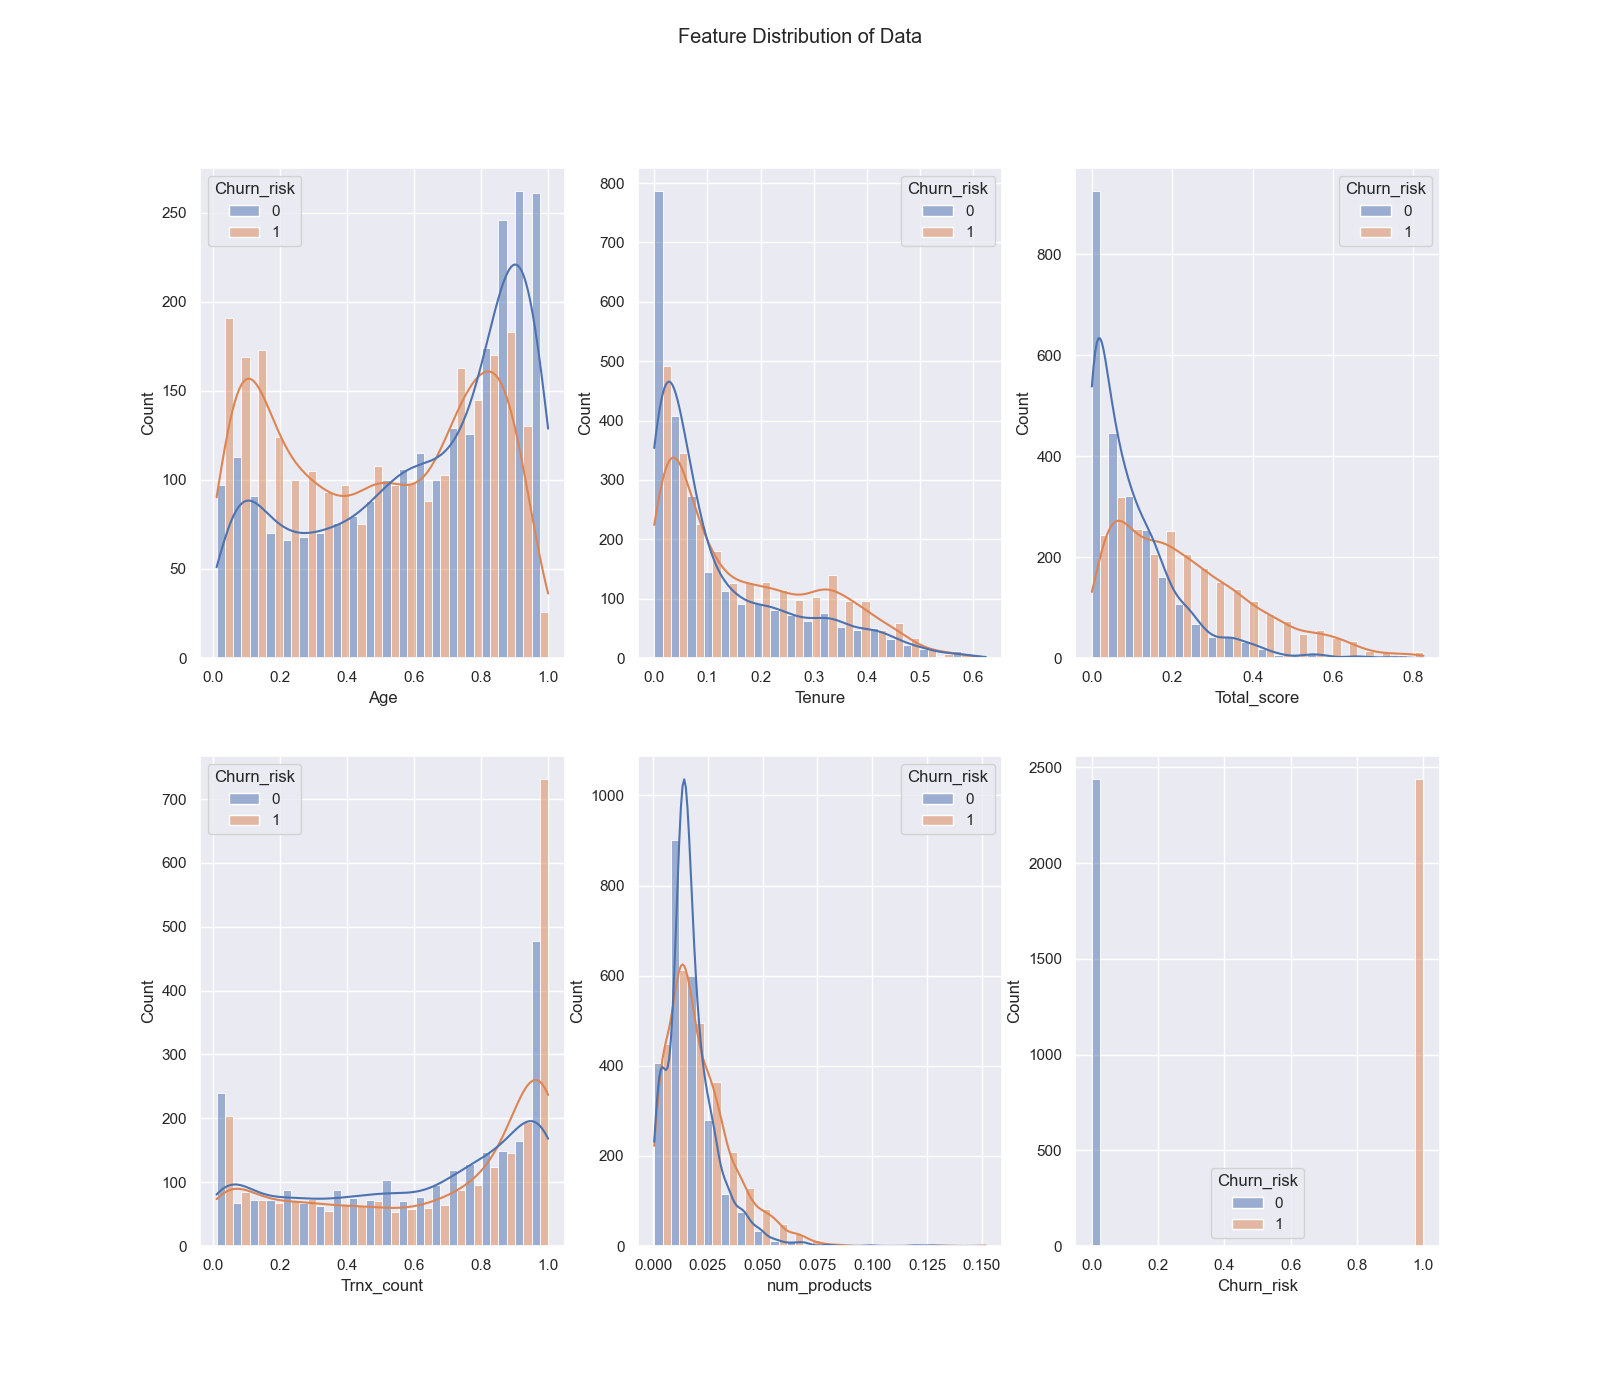 Feature Distribution of Data
Churn_risk
0
1
250
200
150
100
50
0
Count
0.0 0.2 0.4 0.6 0.8 1.0
Age
Churn_risk
0
1
800
700
600
500
400
300
200
100
0
Count
0.0 0.1 0.2 0.3 0.4 0.5 0.6
Tenure
Churn_risk
0
1
800
600
400
200
0
Count
0.0 0.2 0.4 0.6 0.8
Total_score
Churn_risk
0
1
700
600
500
400
300
200
100
0
Count
0.0 0.2 0.4 0.6 0.8 1.0
Trnx_count
Churn_risk
0
1
1000
800
600
400
200
0
Count
0.000 0.025 0.050 0.075 0.100 0.125 0.150
num_products
2500
2000
1500
1000
500
0
Count
Churn_risk
0
1
0.0 0.2 0.4 0.6 0.8 1.0
Churn_risk